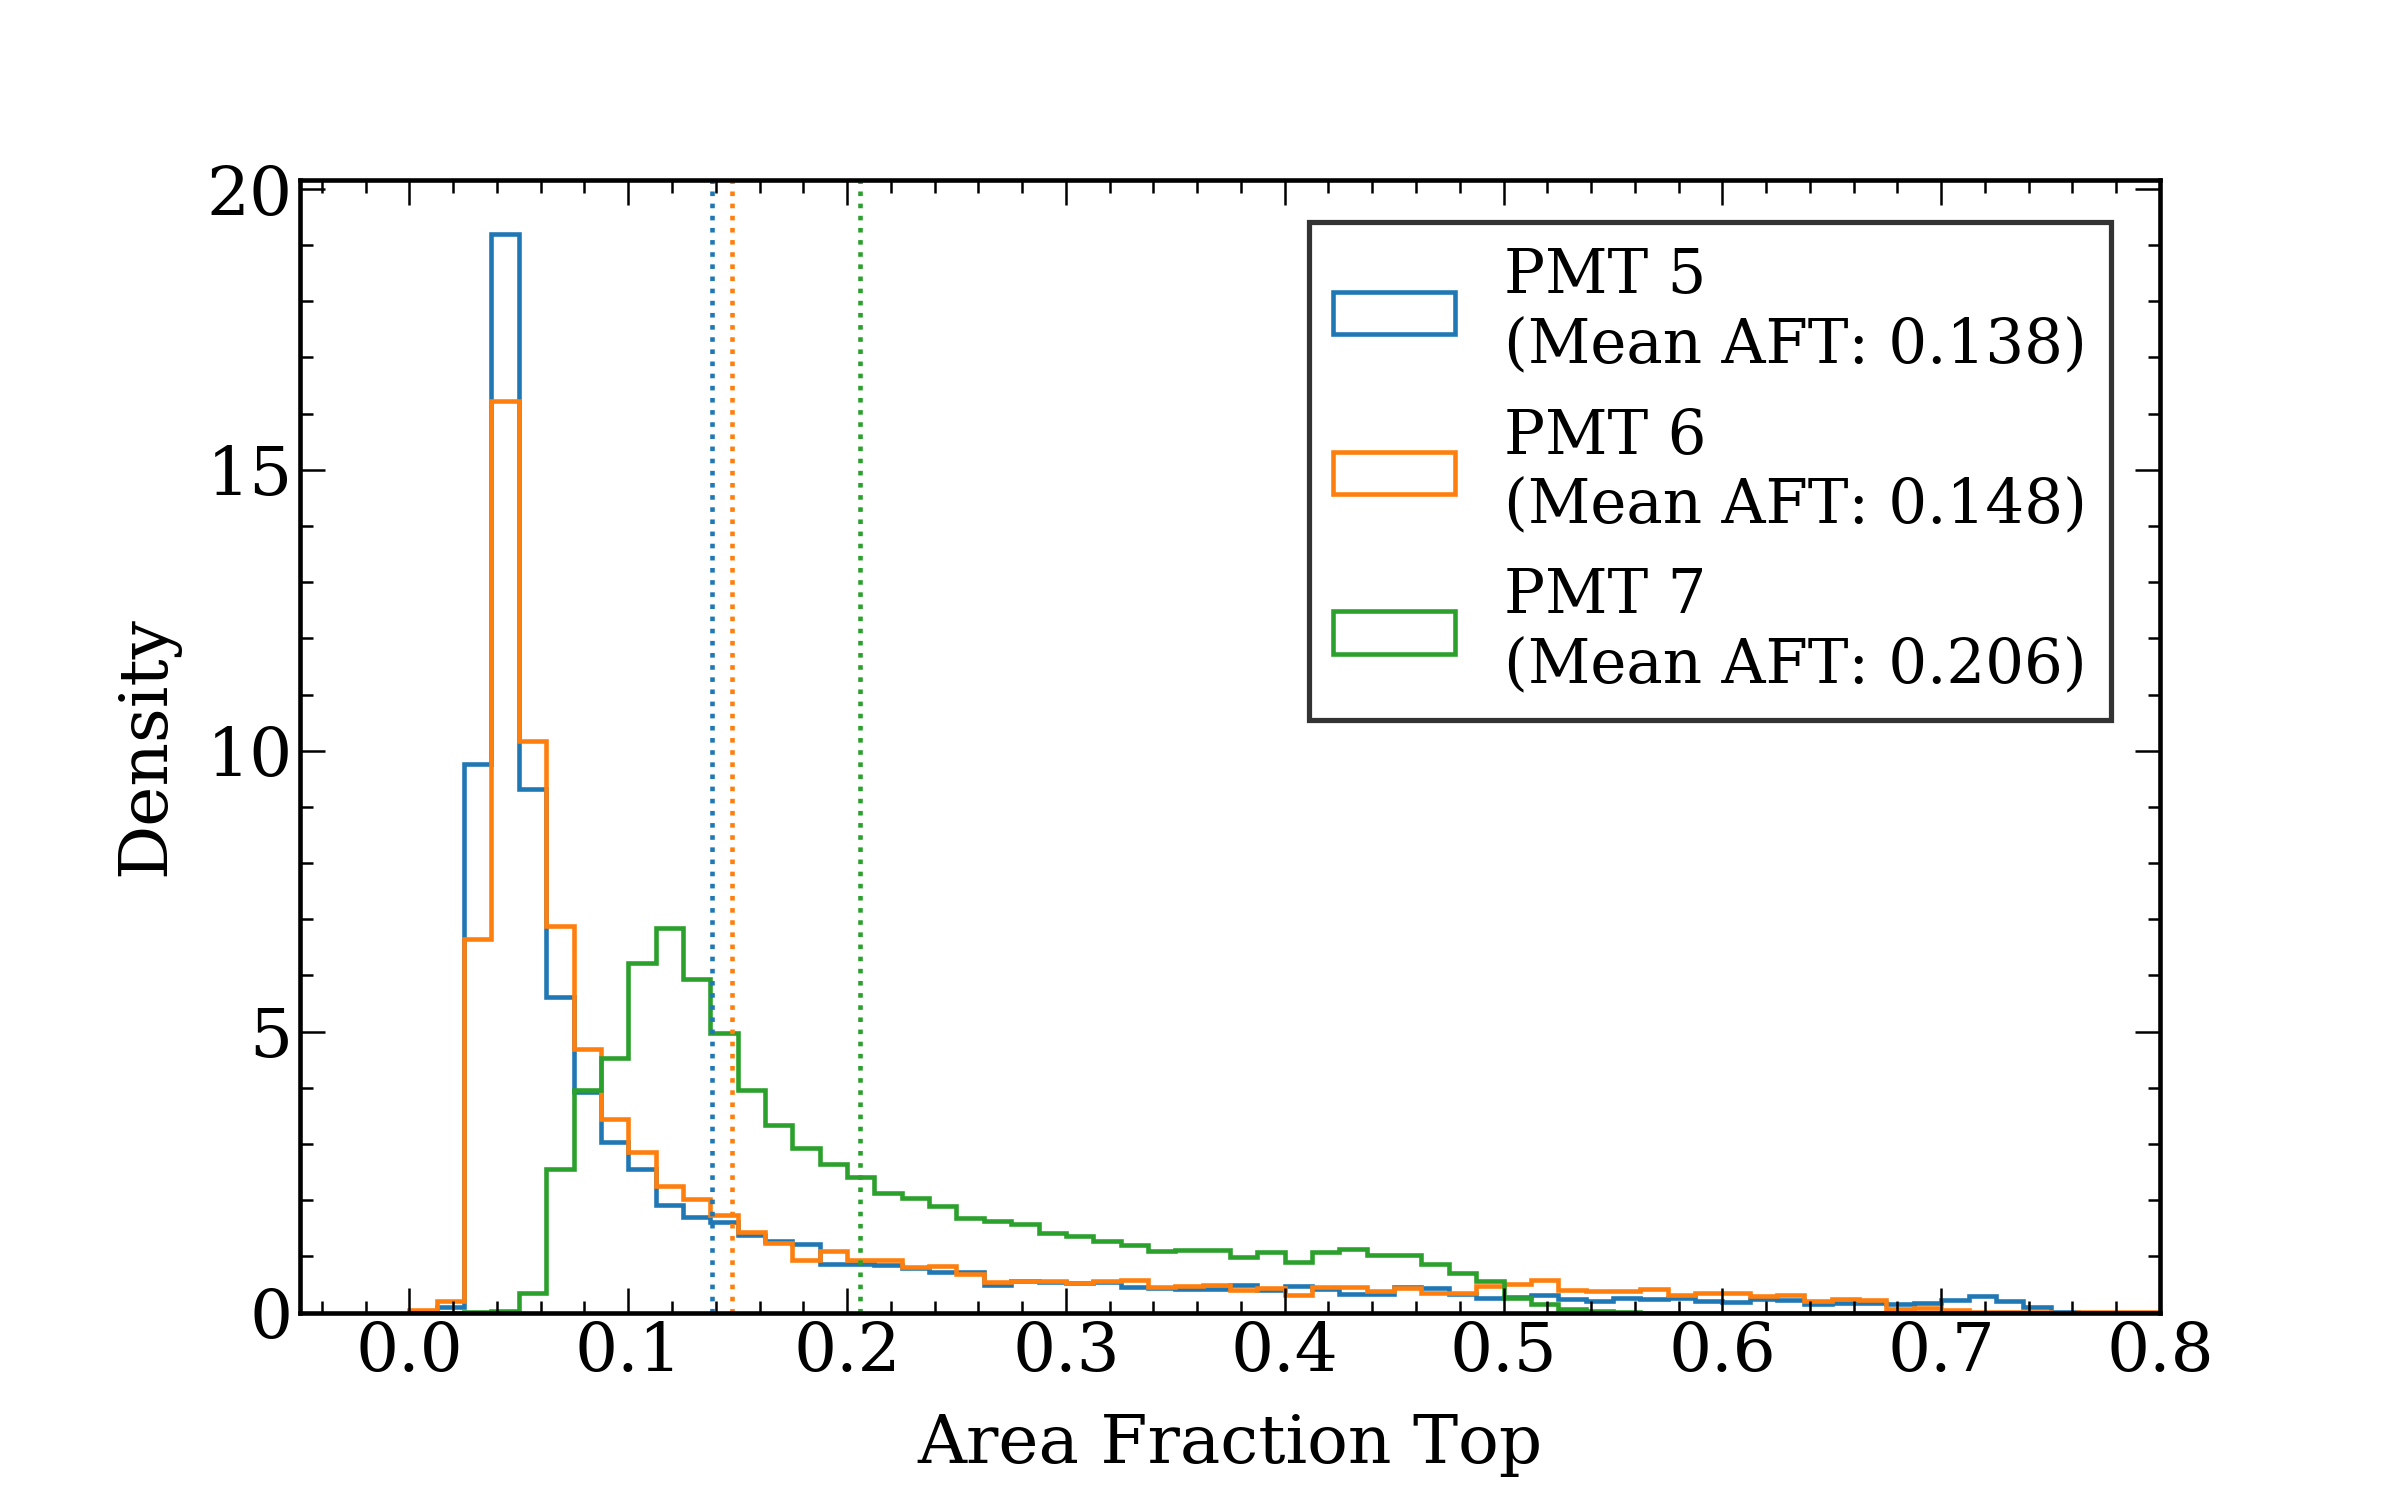 20
15
10
5
0
Density
0.0 0.1 0.2 0.3 0.4 0.5 0.6 0.7 0.8
Area Fraction Top
PMT 5
(Mean AFT: 0.138)
PMT 6
(Mean AFT: 0.148)
PMT 7
(Mean AFT: 0.206)